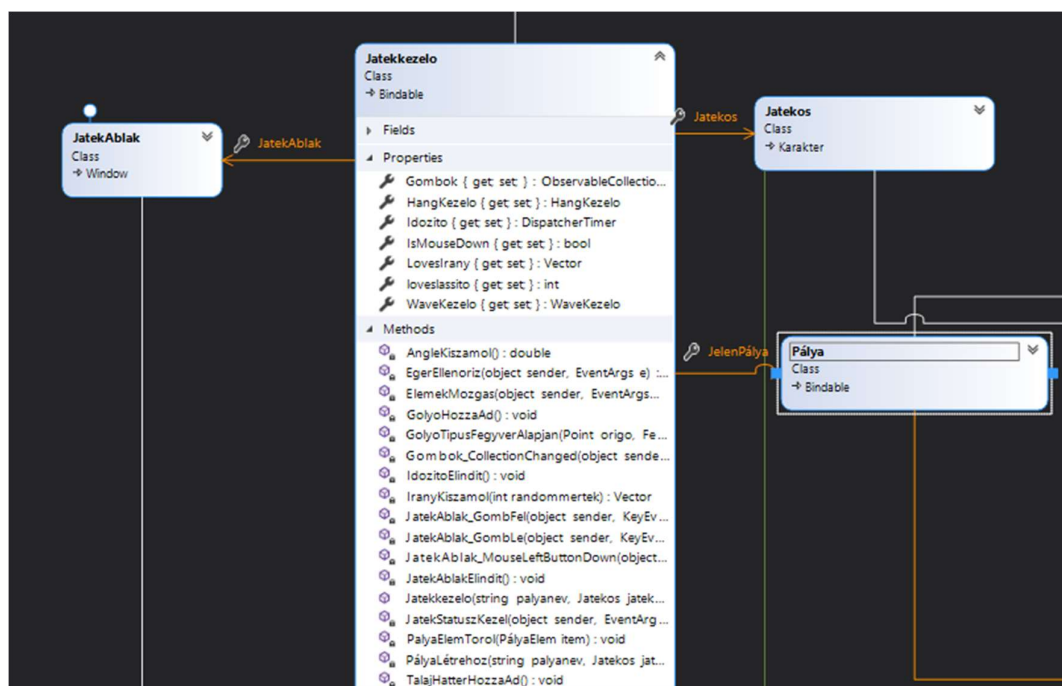 Jatekkezelo
Class
Bindable
Fields
Properties
Gombok { get; set; } : ObservableCollectio...
HangKezelo { get; set; } : HangKezelo
Idozito { get; set; } : DispatcherTimer
IsMouseDown { get; set; } : bool
LovesIrany { get; set; } : Vector
loveslassito { get; set; } : int
WaveKezelo { get; set; } : WaveKezelo
Methods
AngleKiszamol() : double
EgerEllenoriz(object sender, EventArgs e) :...
ElemekMozgas(object sender, EventArgs...
GolyoHozzaAd() : void
GolyoTipusFegyverAlapjan(Point origo, Fe...
Gombok_CollectionChanged(object sende...
IdozitoElindit() : void
IranyKiszamol(int randommertek) : Vector
JatekAblak_GombFel(object sender, KeyEv...
JatekAblak_GombLe(object sender, KeyEv...
JatekAblak_MouseLeftButtonDown(object...
JatekAblakElindit() : void
Jatekkezelo(string palyanev, Jatekos jatek...
JatekStatuszKezel(object sender, EventArg...
PalyaElemTorol(PályaElem item) : void
PályaLétrehoz(string palyanev, Jatekos jat...
TalajHatterHozzaAd() : void
JatekAblak
Class
Window
JatekAblak
Jatekos
Jatekos
Class
Karakter
JelenPálya
Pálya
Class
Bindable